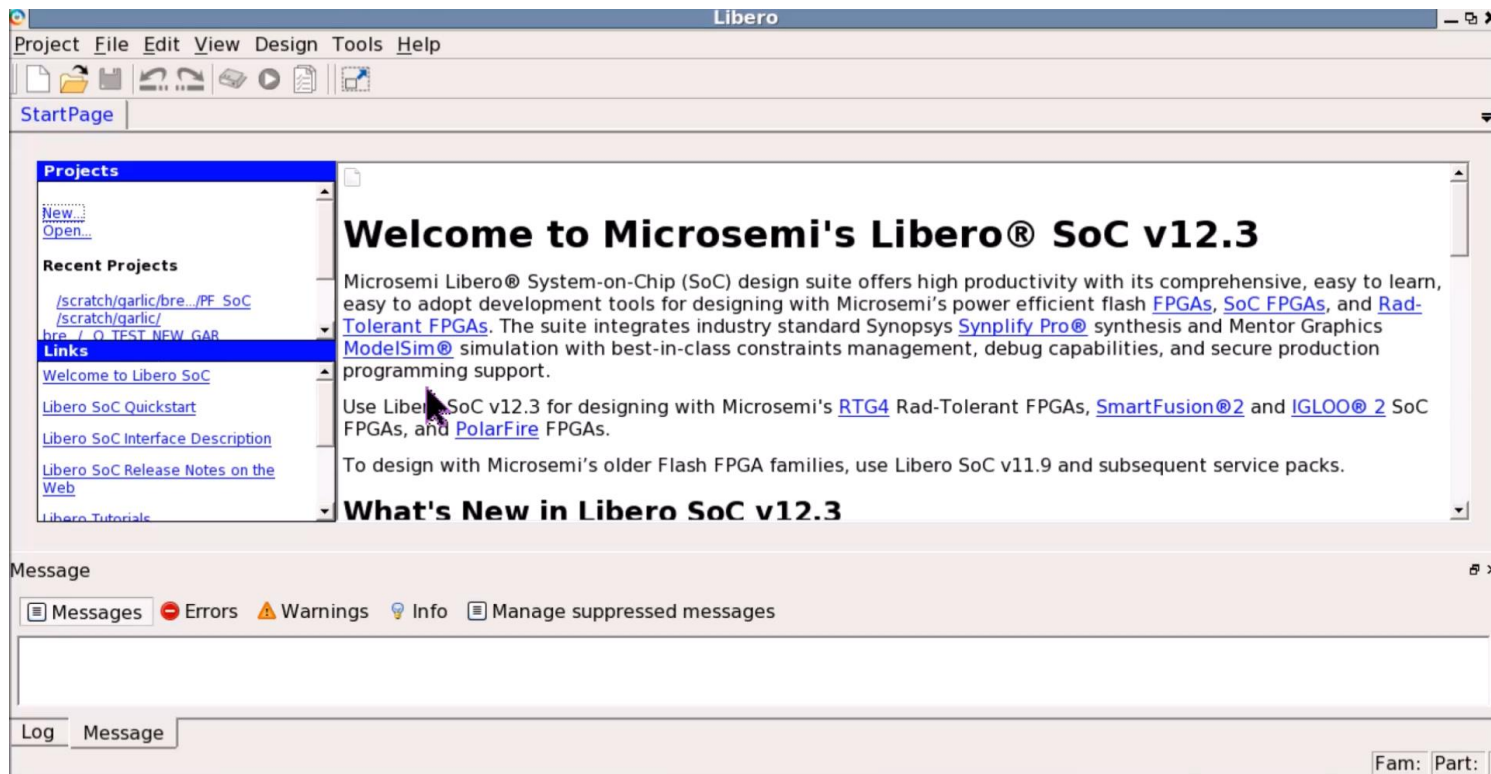 Libero
Project File Edit View Design Tools Help
StartPage
Projects
New...
Open...
Recent Projects
/scratch/garlic/bre.../PF_SoC
/scratch/garlic/
bre.../...O_TEST_NEW_GAR
Links
Welcome to Libero SoC
Libero SoC Quickstart
Libero SoC Interface Description
Libero SoC Release Notes on the
Web
Libero Tutorials
Welcome to Microsemi's Libero® SoC v12.3
Microsemi Libero® System-on-Chip (SoC) design suite offers high productivity with its comprehensive, easy to learn,
easy to adopt development tools for designing with Microsemi's power efficient flash FPGAs, SoC FPGAs, and Rad-
Tolerant FPGAs. The suite integrates industry standard Synopsys Synplify Pro® synthesis and Mentor Graphics
ModelSim® simulation with best-in-class constraints management, debug capabilities, and secure production
programming support.
Use Libero SoC v12.3 for designing with Microsemi's RTG4 Rad-Tolerant FPGAs, SmartFusion®2 and IGLOO® 2 SoC
FPGAs, and PolarFire FPGAs.
To design with Microsemi's older Flash FPGA families, use Libero SoC v11.9 and subsequent service packs.
What's New in Libero SoC v12.3
Message
Messages Errors Warnings Info Manage suppressed messages
Log Message
Fam: Part: